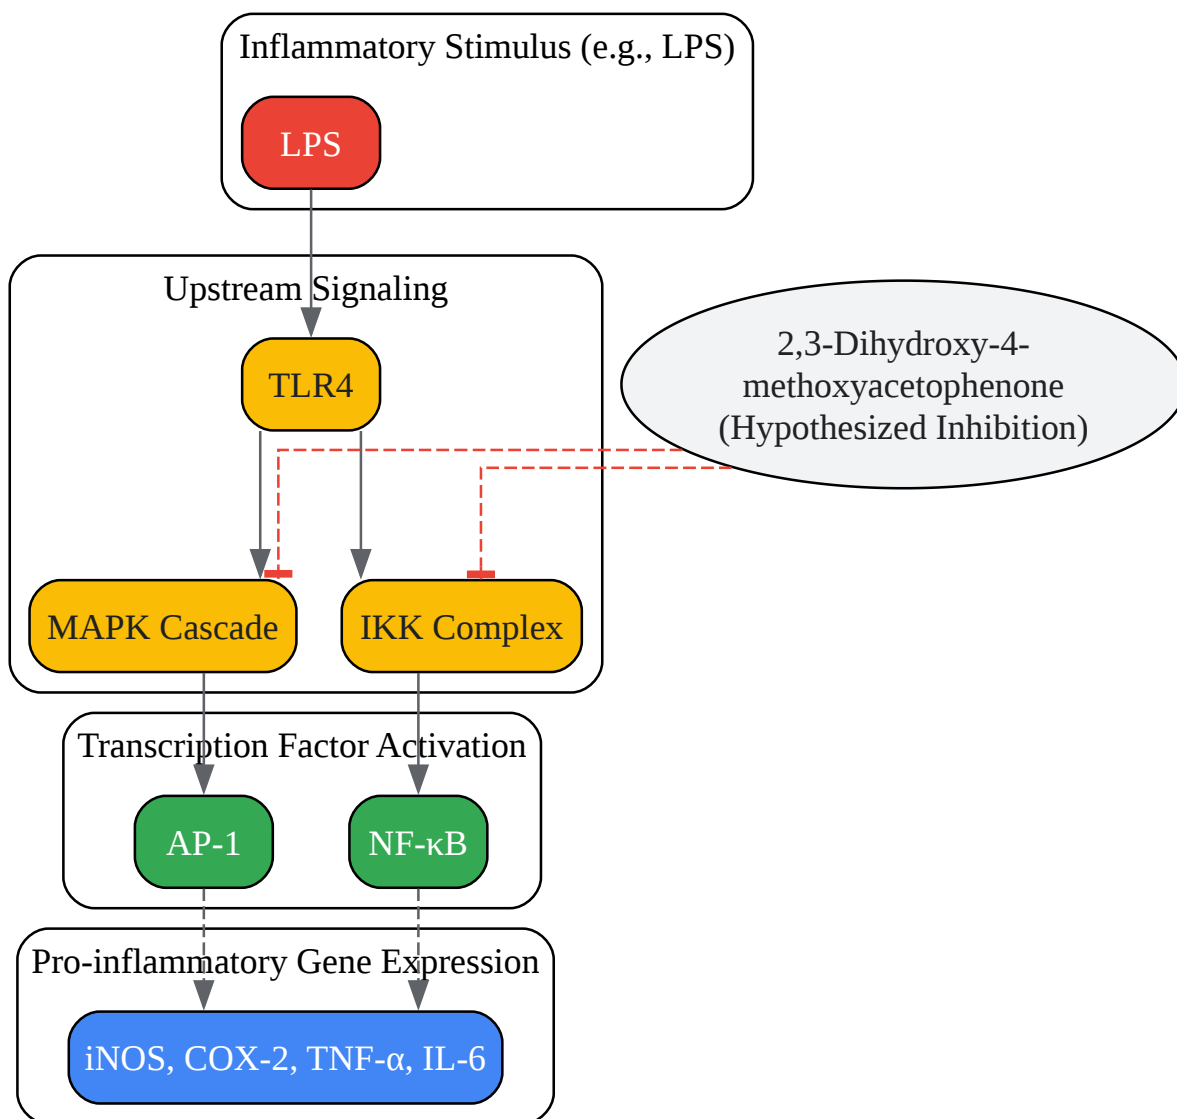 Inflammatory Stimulus (e.g., LPS)
LPS
Upstream Signaling
TLR4
2,3-Dihydroxy-4-
methoxyacetophenone
(Hypothesized Inhibition)
MAPK Cascade
IKK Complex
Transcription Factor Activation
AP-1
NF-κB
Pro-inflammatory Gene Expression
iNOS, COX-2, TNF-α, IL-6